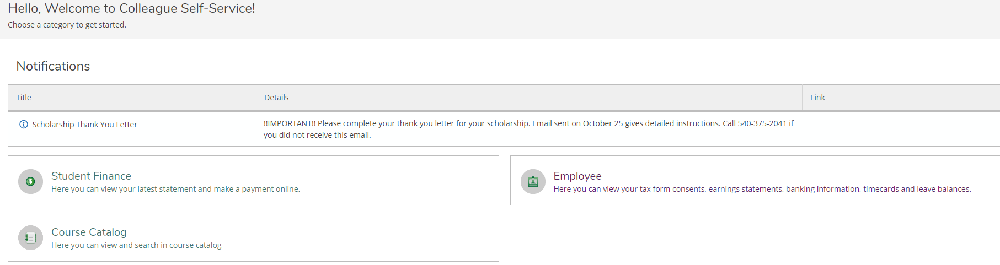 Hello, Welcome to Colleague Self-Service!
Choose a category to get started.
Notifications
Title
Details
Link
Scholarship Thank You Letter
!!IMPORTANT!! Please complete your thank you letter for your scholarship. Email sent on October 25 gives detailed instructions. Call 540-375-2041 if
you did not receive this email.
Student Finance
Here you can view your latest statement and make a payment online.
Employee
Here you can view your tax form consents, earnings statements, banking information, timecards and leave balances.
Course Catalog
Here you can view and search in course catalog